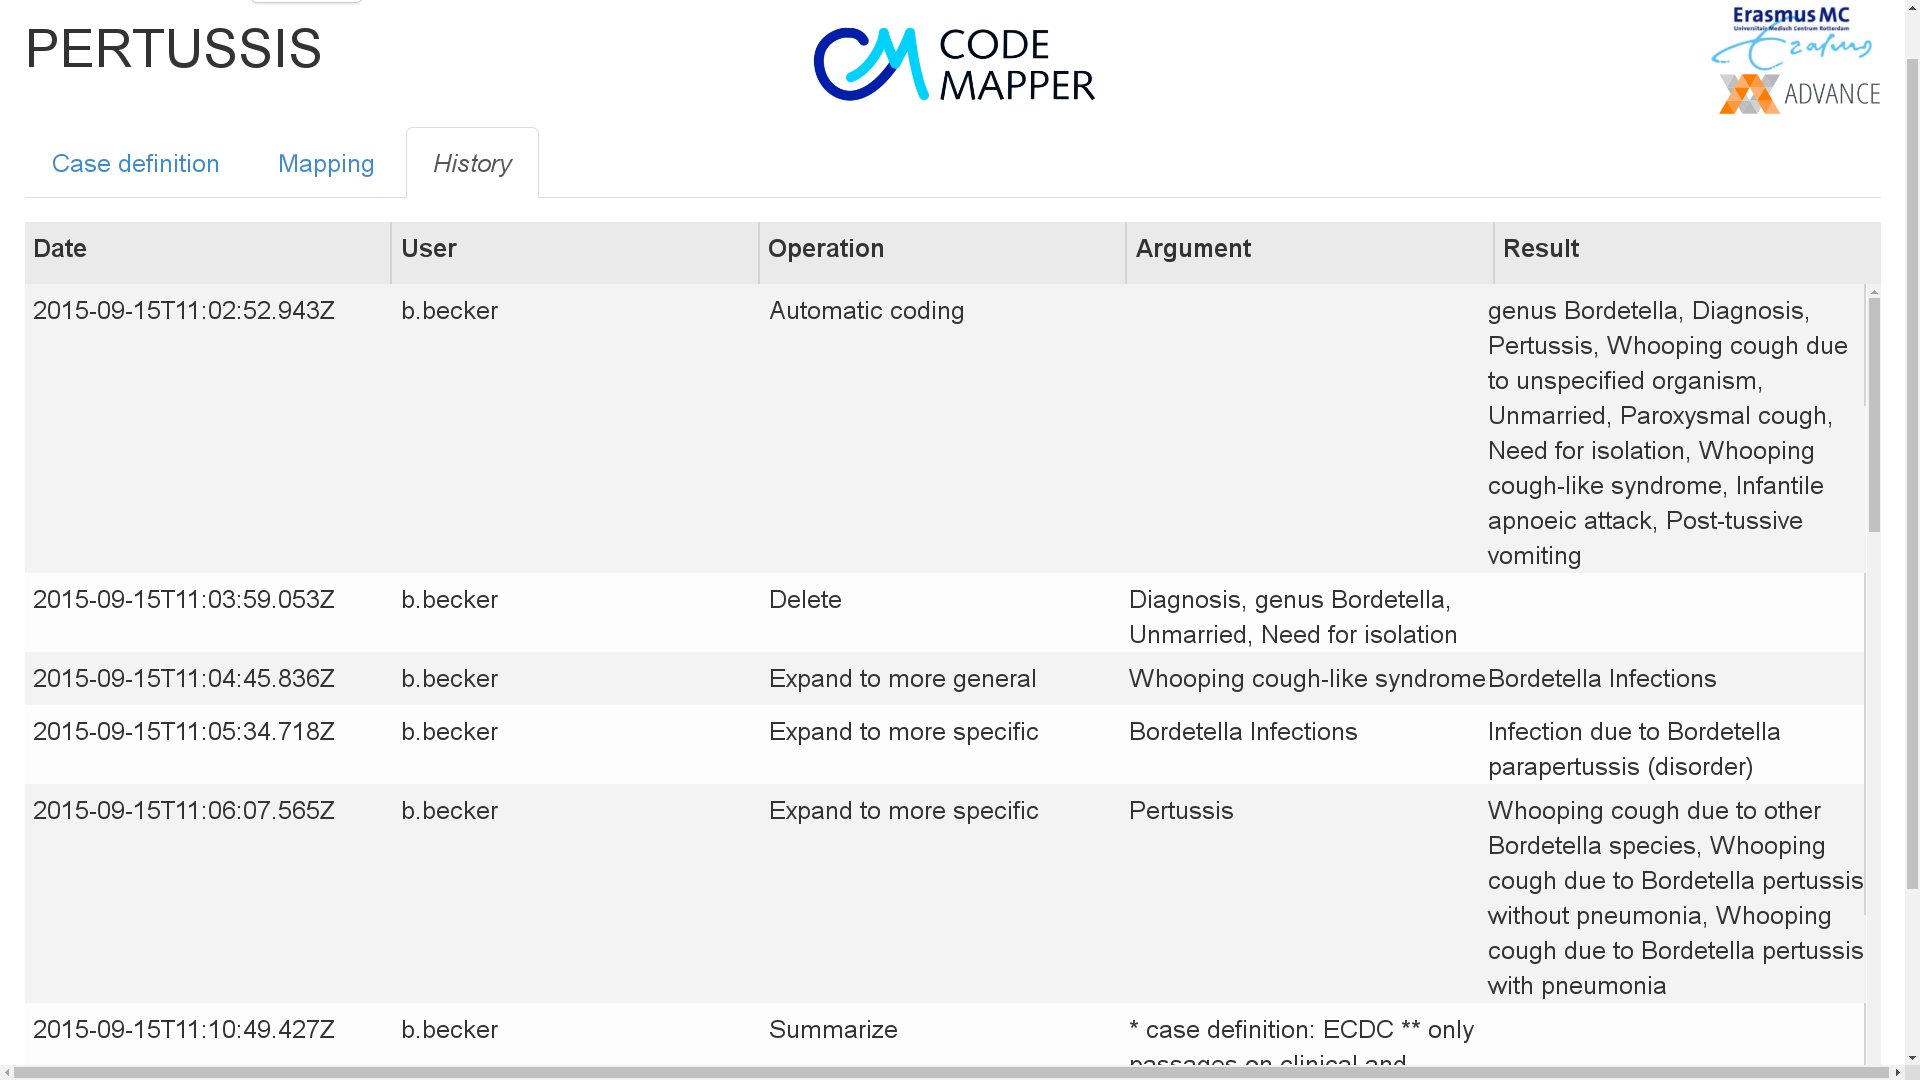 PERTUSSIS
CODE
MAPPER
Erasmus MC
Universitair Medisch Centrum Rotterdam
Erasmus
ADVANCE
Case definition
Mapping
History
Date
User
Operation
Argument
Result
2015-09-15T11:02:52.943Z
b.becker
Automatic coding
genus Bordetella, Diagnosis,
Pertussis, Whooping cough due
to unspecified organism,
Unmarried, Paroxysmal cough,
Need for isolation, Whooping
cough-like syndrome, Infantile
apnoeic attack, Post-tussive
vomiting
2015-09-15T11:03:59.053Z
b.becker
Delete
Diagnosis, genus Bordetella,
Unmarried, Need for isolation
2015-09-15T11:04:45.836Z
b.becker
Expand to more general
Whooping cough-like syndrome
Bordetella Infections
2015-09-15T11:05:34.718Z
b.becker
Expand to more specific
Bordetella Infections
Infection due to Bordetella
parapertussis (disorder)
2015-09-15T11:06:07.565Z
b.becker
Expand to more specific
Pertussis
Whooping cough due to other
Bordetella species, Whooping
cough due to Bordetella pertussis
without pneumonia, Whooping
cough due to Bordetella pertussis
with pneumonia
2015-09-15T11:10:49.427Z
b.becker
Summarize
* case definition: ECDC ** only
passages on clinical and